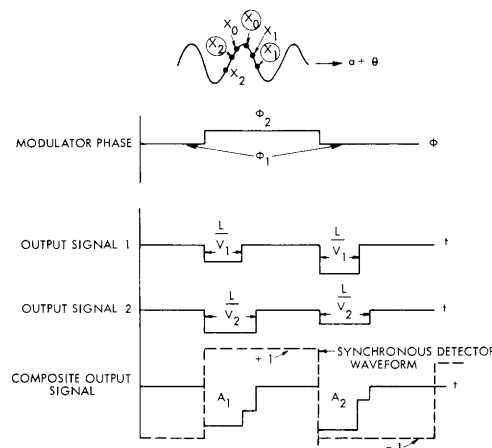 X0 X0
X2 X1
X1
X2
α + θ
Φ2
MODULATOR PHASE Φ
Φ1
L/V1 L/V1
OUTPUT SIGNAL 1 t
L/V2 L/V2
OUTPUT SIGNAL 2 t
+ 1 SYNCHRONOUS DETECTOR
WAVEFORM
COMPOSITE OUTPUT
SIGNAL
A1 A2 t
- 1